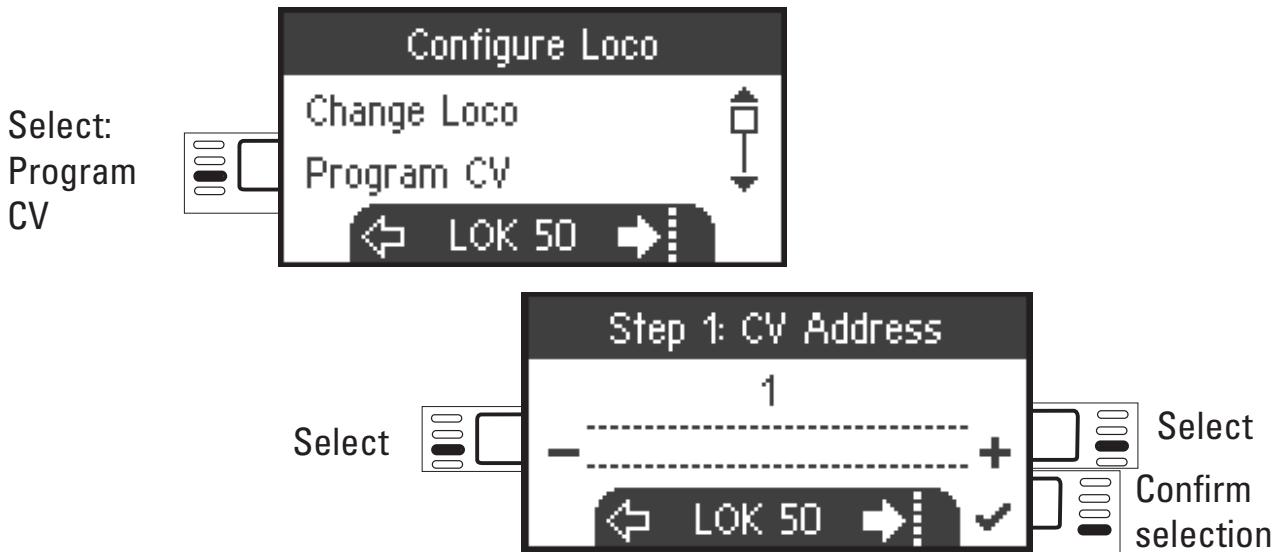 Configure Loco
Select:
Program
CV
Change Loco
Program CV
LOK 50
Step 1: CV Address
1
Select
Select
LOK 50
Confirm
selection